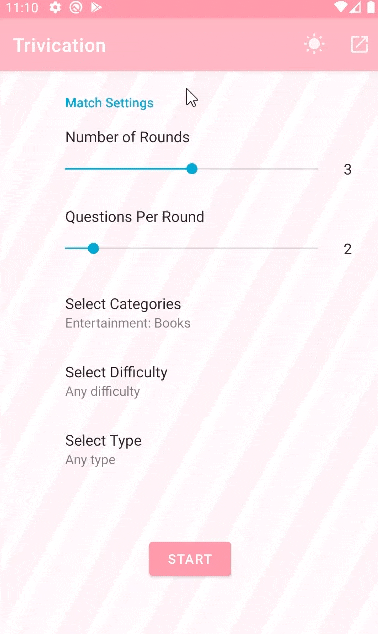 11:10
Trivication
Match Settings
Number of Rounds
3
Questions Per Round
2
Select Categories
Entertainment: Books
Select Difficulty
Any difficulty
Select Type
Any type
START